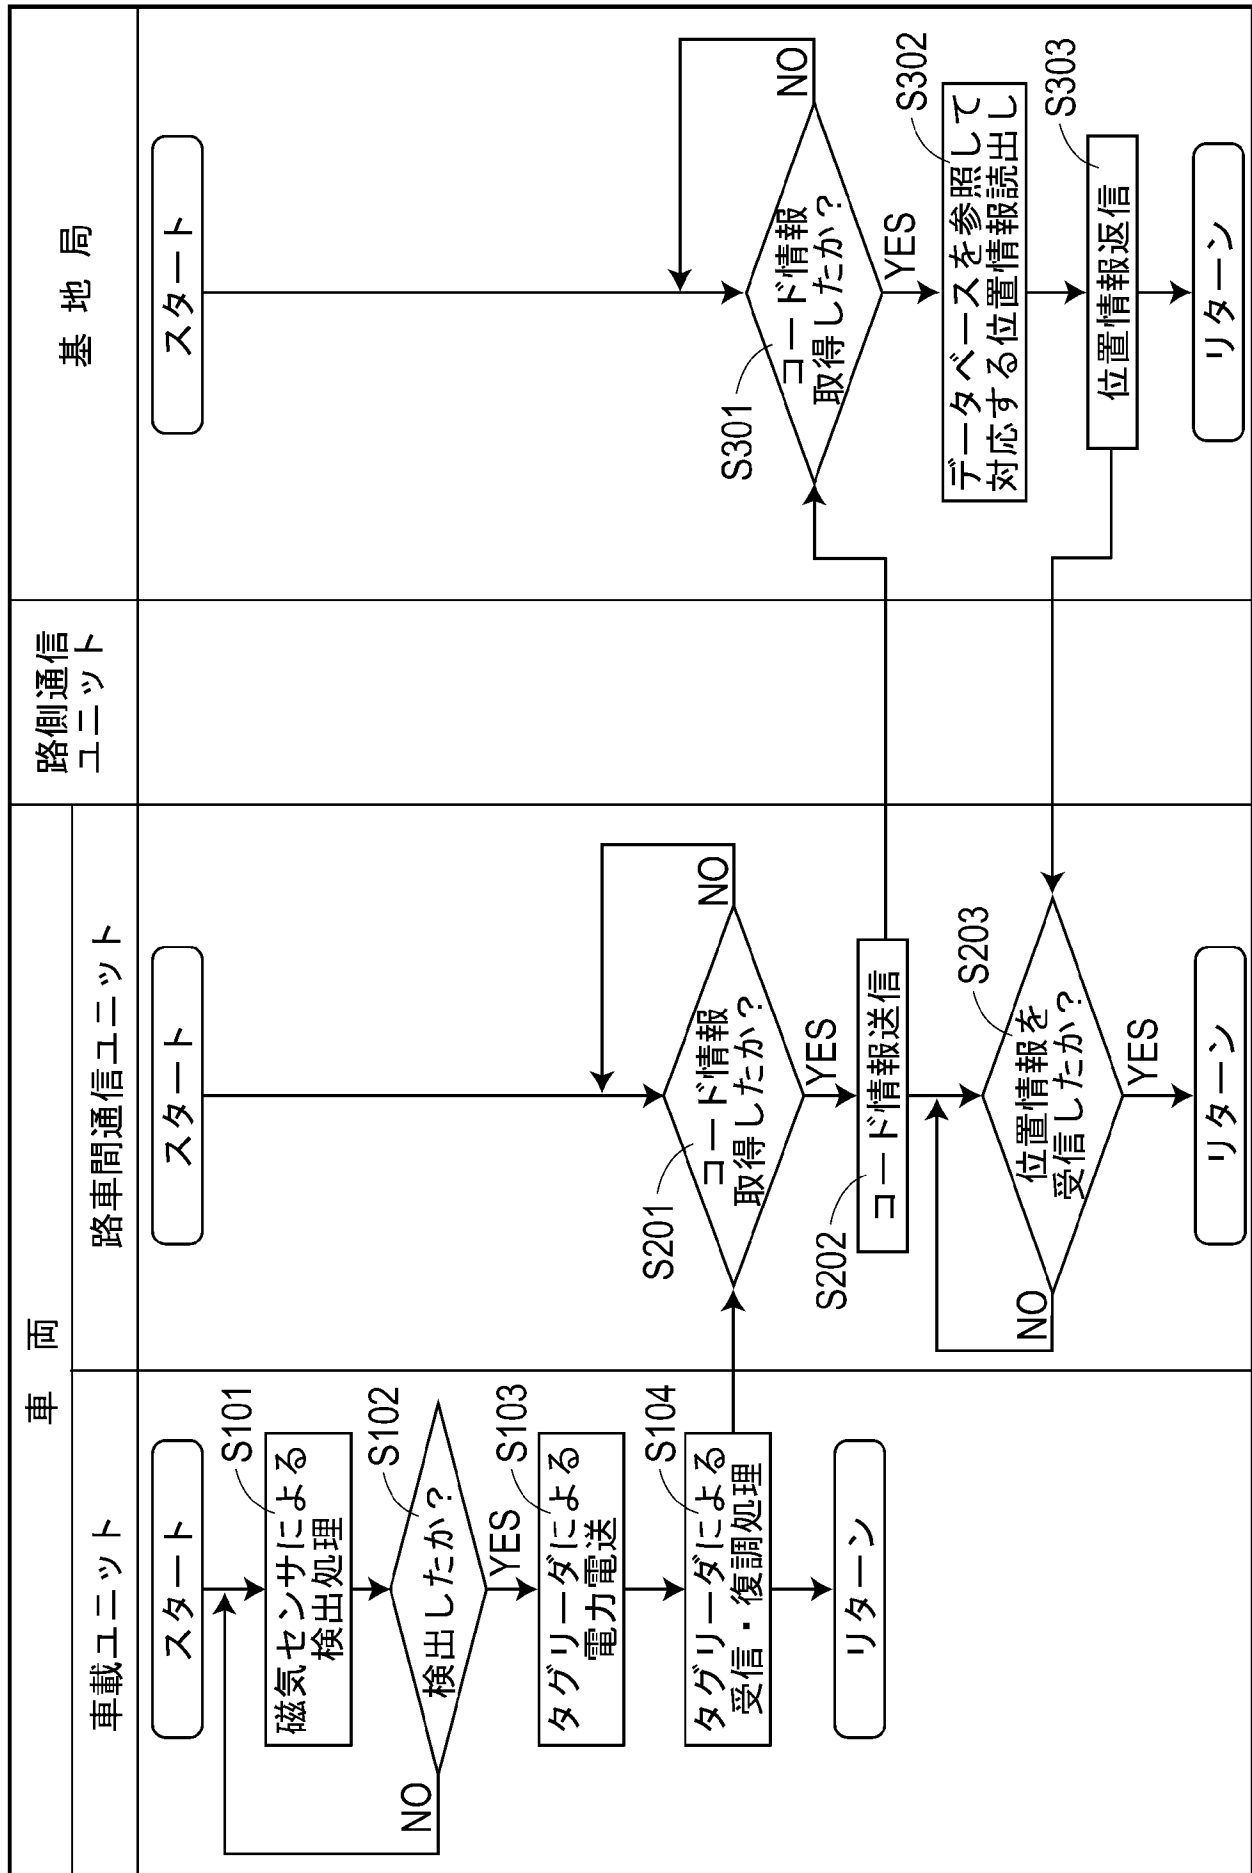 車 両
車載ユニット
路車間通信ユニット
路側通信
ユニット
基 地 局
スタート
S101
磁気センサによる
検出処理
S102
検出したか?
NO
YES
S103
タグリーダによる
電力電送
S104
タグリーダによる
受信・復調処理
リターン
スタート
S201
コード情報
取得したか?
NO
YES
S202
コード情報送信
S203
位置情報を
受信したか?
NO
YES
リターン
スタート
S301
コード情報
取得したか?
NO
YES
S302
データベースを参照して
対応する位置情報読出し
S303
位置情報返信
リターン